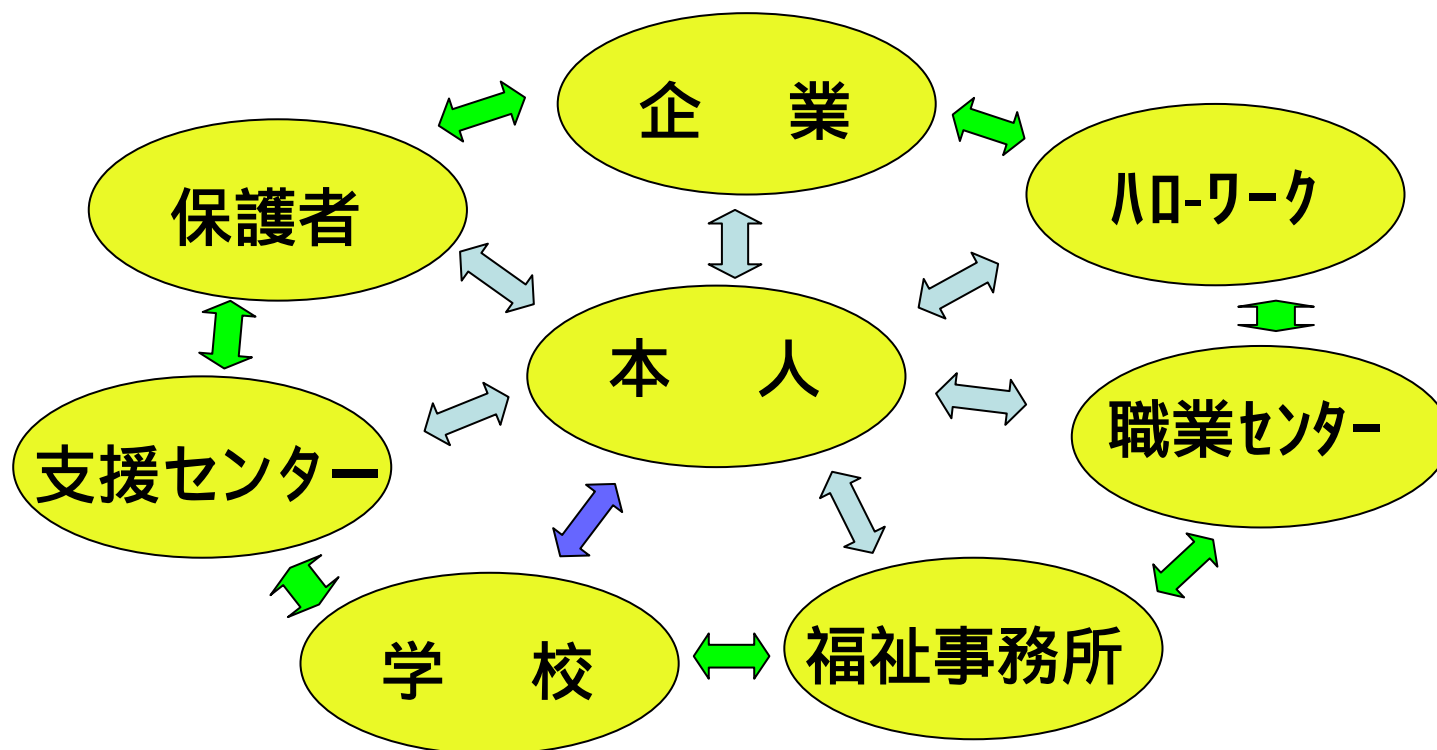 企　業
保護者
ﾊﾛｰﾜｰｸ
本　人
支援センター
職業ｾﾝﾀｰ
学　校
福祉事務所